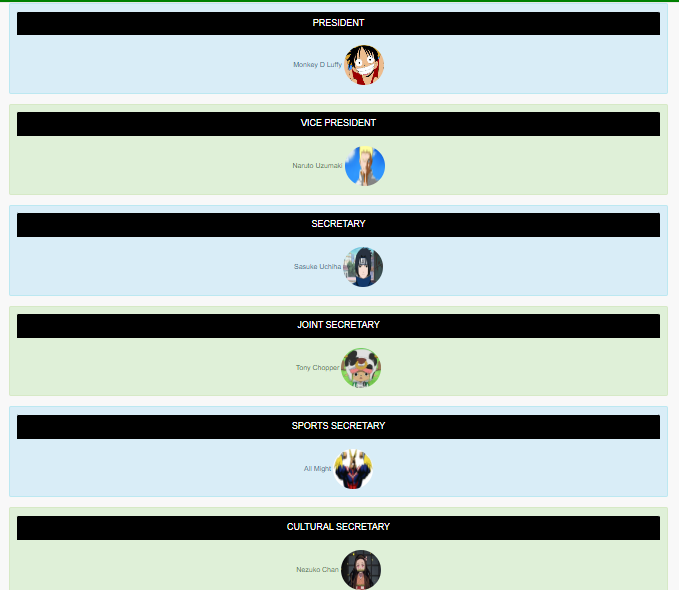 PRESIDENT
Monkey D Luffy
VICE PRESIDENT
Naruto Uzumaki
SECRETARY
Sasuke Uchiha
JOINT SECRETARY
Tony Chopper
SPORTS SECRETARY
All Might
CULTURAL SECRETARY
Nezuko Chan